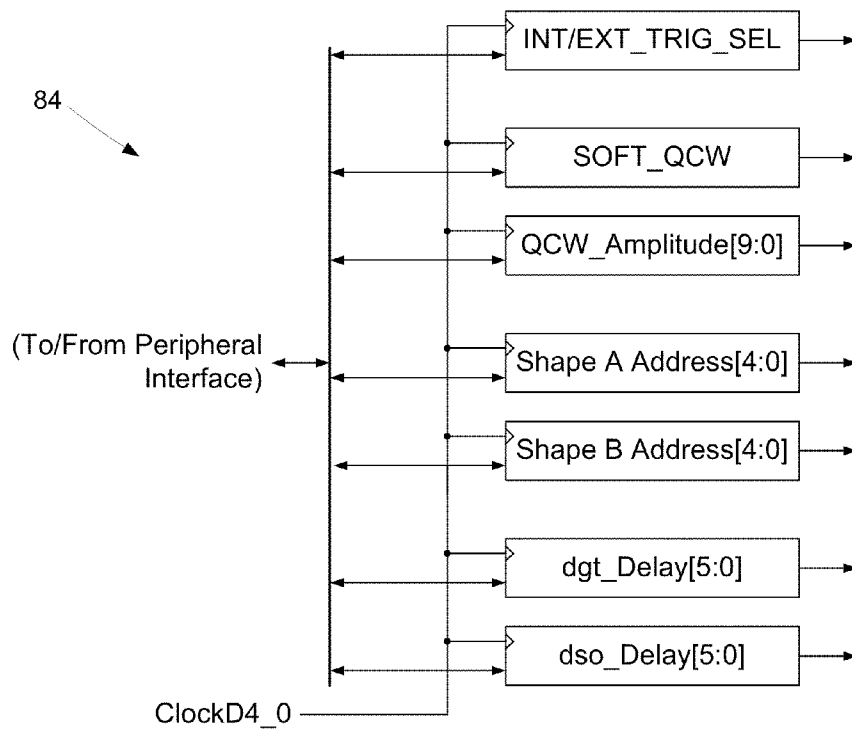 INT/EXT_TRIG_SEL
84
SOFT_QCW
QCW_Amplitude[9:0]
(To/From Peripheral
Interface)
Shape A Address[4:0]
Shape B Address[4:0]
dgt_Delay[5:0]
dso_Delay[5:0]
ClockD4_0